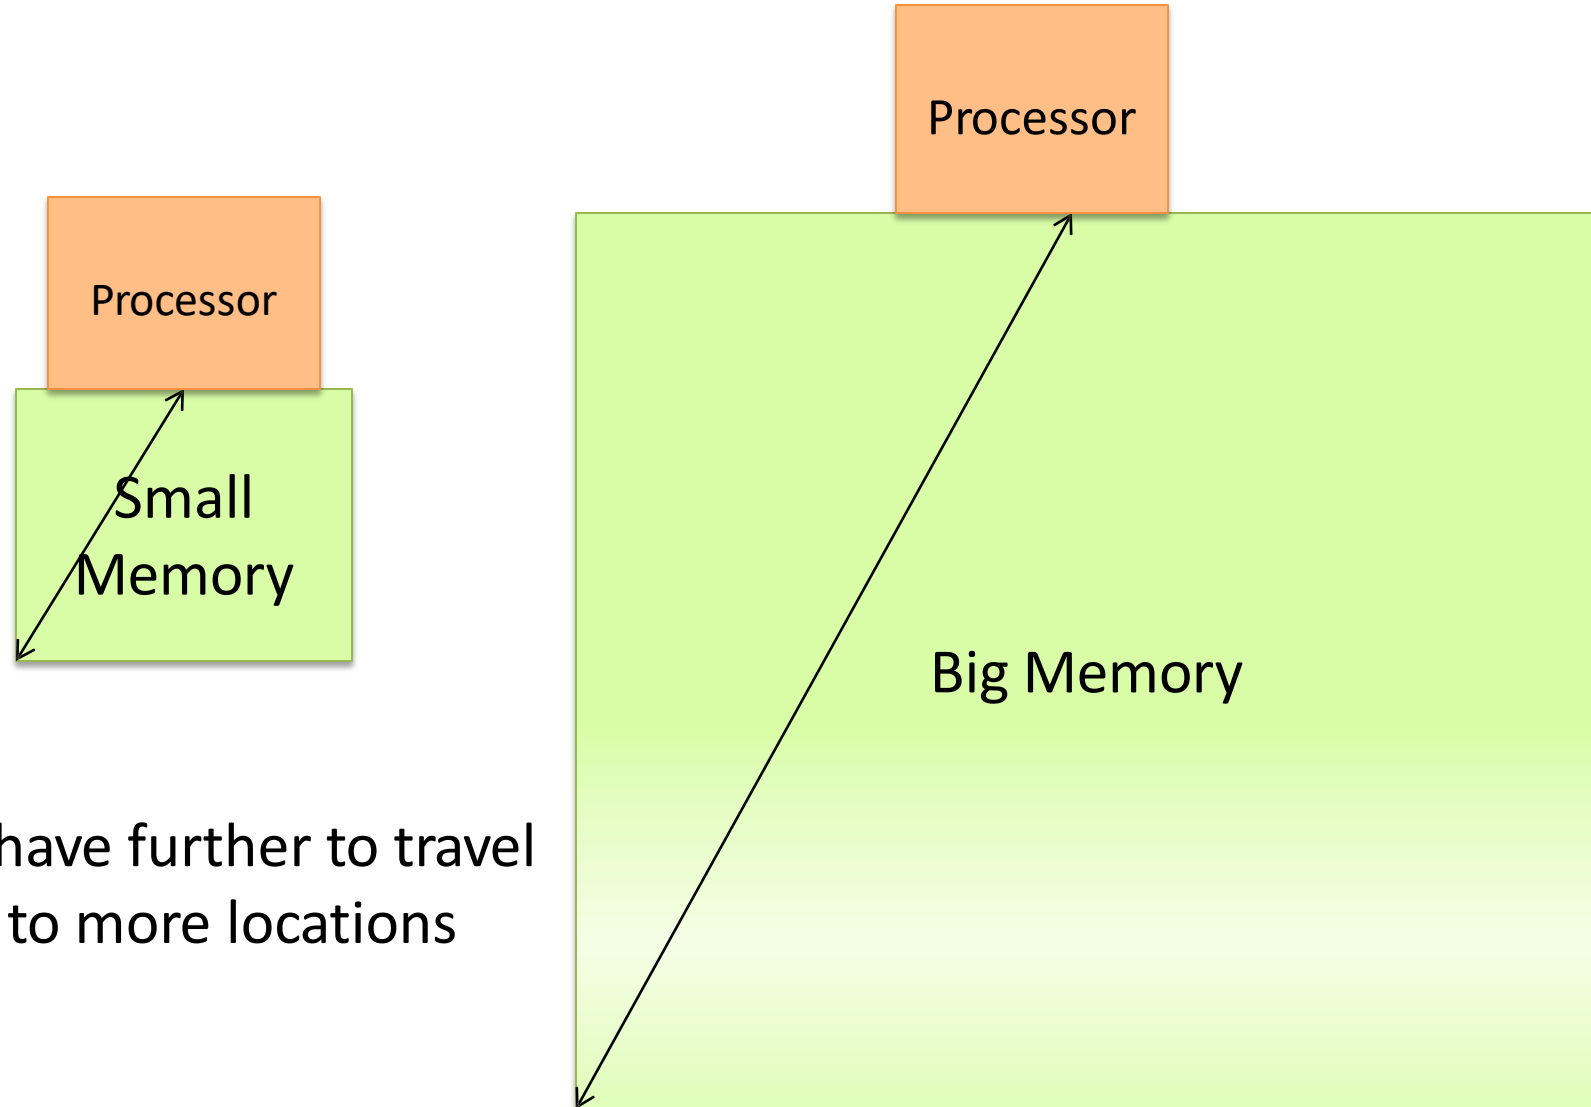 Processor
Processor
Small
Memory
Big Memory
have further to travel
to more locations